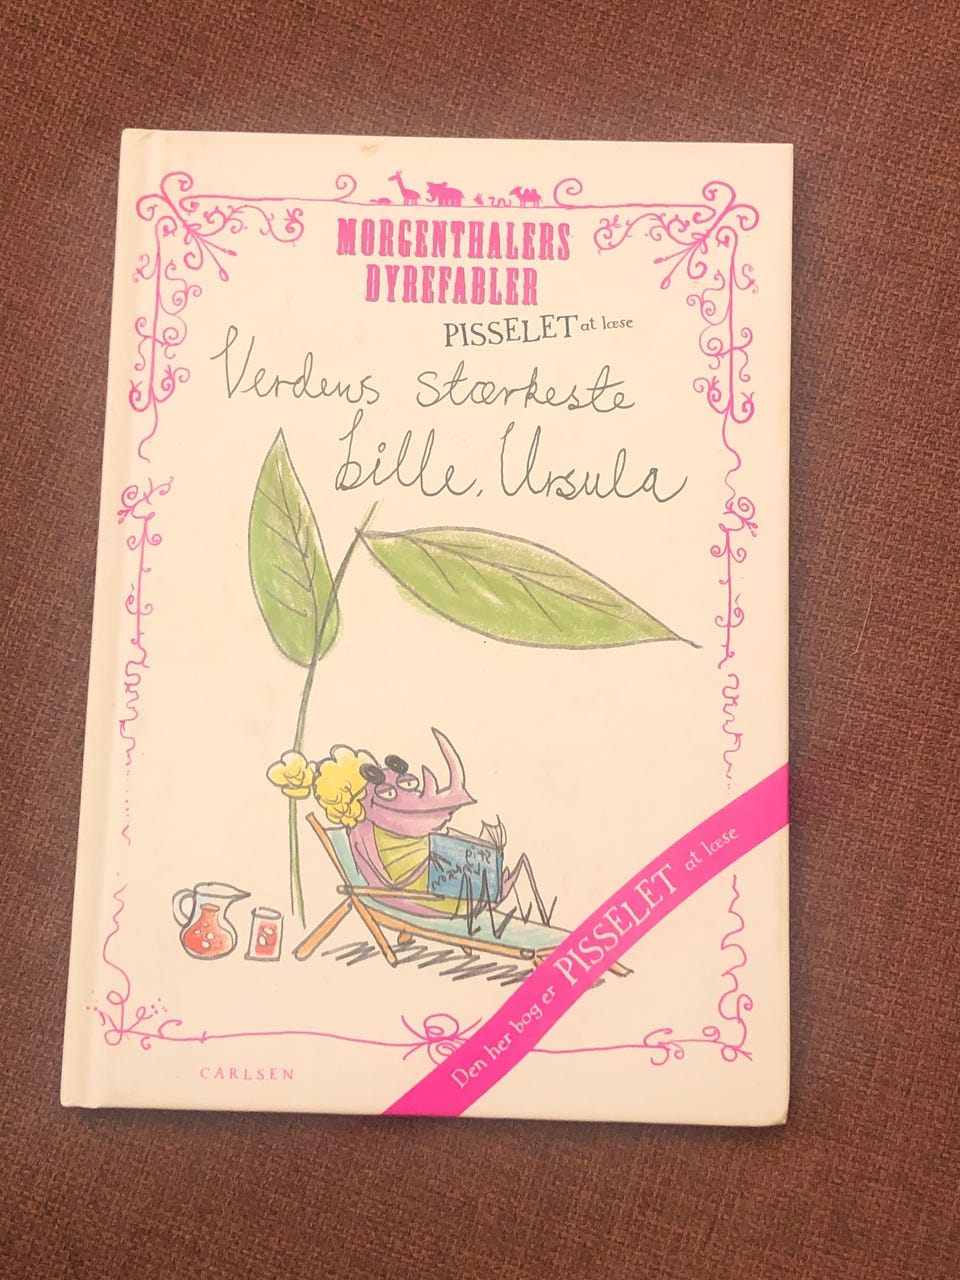 MORGENTHALERS
DYREFABLER
PISSELET at læse
Verdens stærkeste
bille, Ursula
Den her bog er PISSELET at læse
CARLSEN